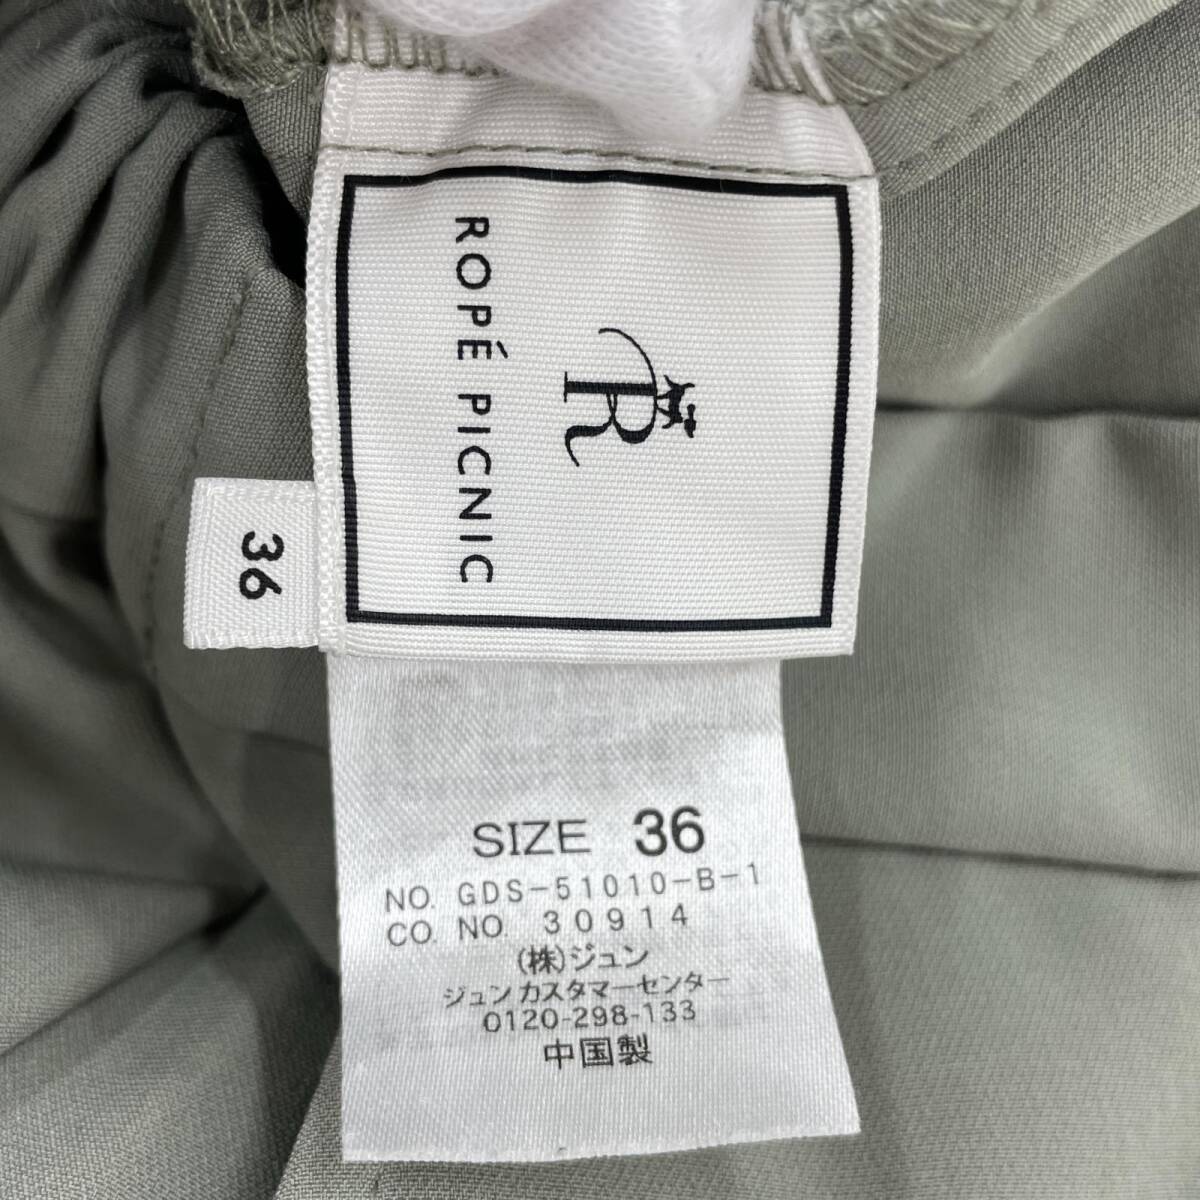 R
ROPÉ PICNIC
36
SIZE 36
NO. GDS-51010-B-1
CO. NO. 30914
(株)ジュン
ジュンカスタマーセンター
0120-298-133
中国製